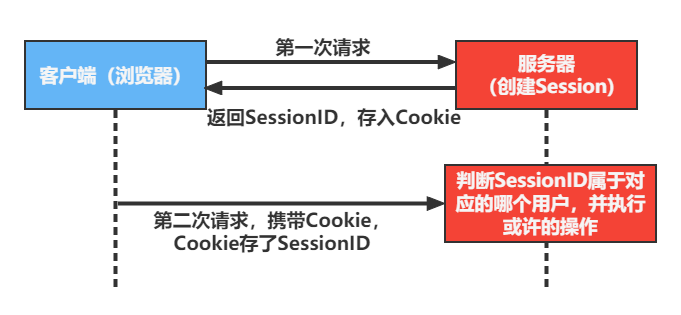 第一次请求
客户端（浏览器）
服务器
（创建Session）
返回SessionID，存入Cookie
判断SessionID属于对
应的哪个用户，并执行
或许的操作
第二次请求，携带Cookie，
Cookie存了SessionID